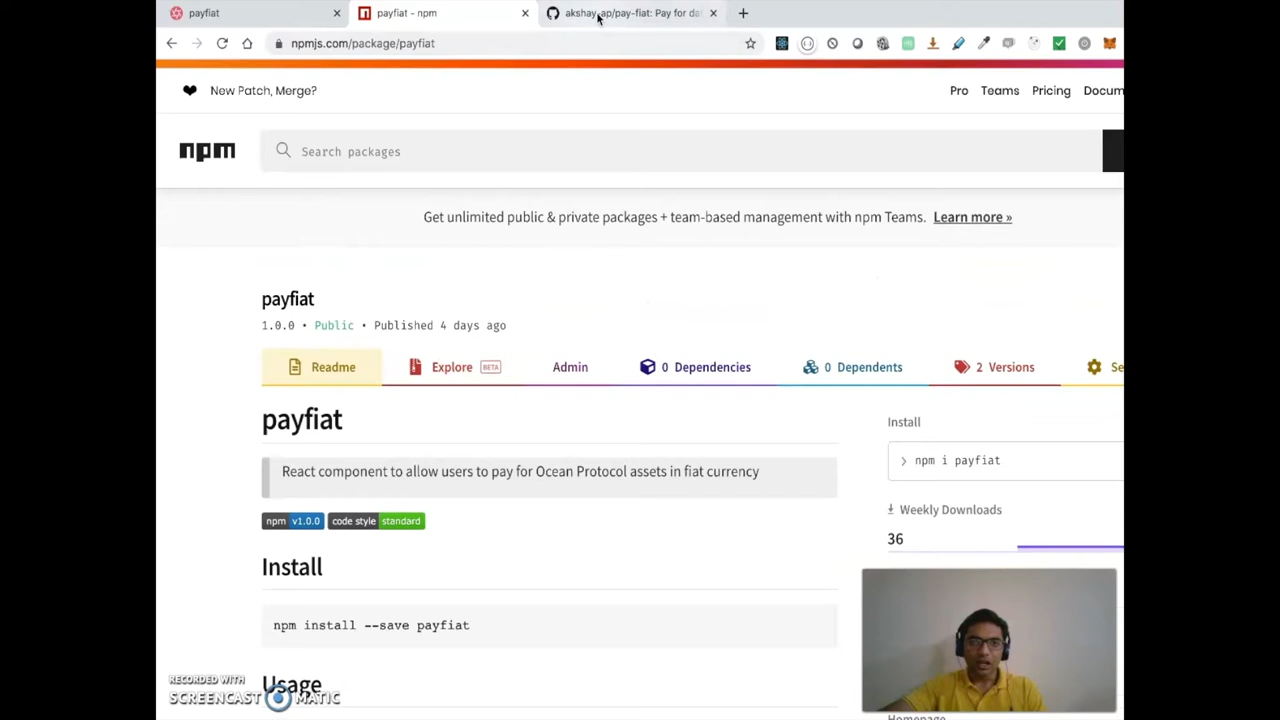 payfiat
payfiat - npm
akshay-ap/pay-fiat: Pay for da
npmjs.com/package/payfiat
New Patch, Merge?
Pro Teams Pricing Docum
npm
Search packages
Get unlimited public & private packages + team-based management with npm Teams. Learn more »
payfiat
1.0.0 • Public • Published 4 days ago
Readme
Explore BETA
Admin
0 Dependencies
0 Dependents
2 Versions
Se
payfiat
Install
React component to allow users to pay for Ocean Protocol assets in fiat currency
> npm i payfiat
npm v1.0.0 code style standard
Weekly Downloads
36
Install
npm install --save payfiat
Usage
RECORDED WITH
SCREENCAST MATIC
Homepage